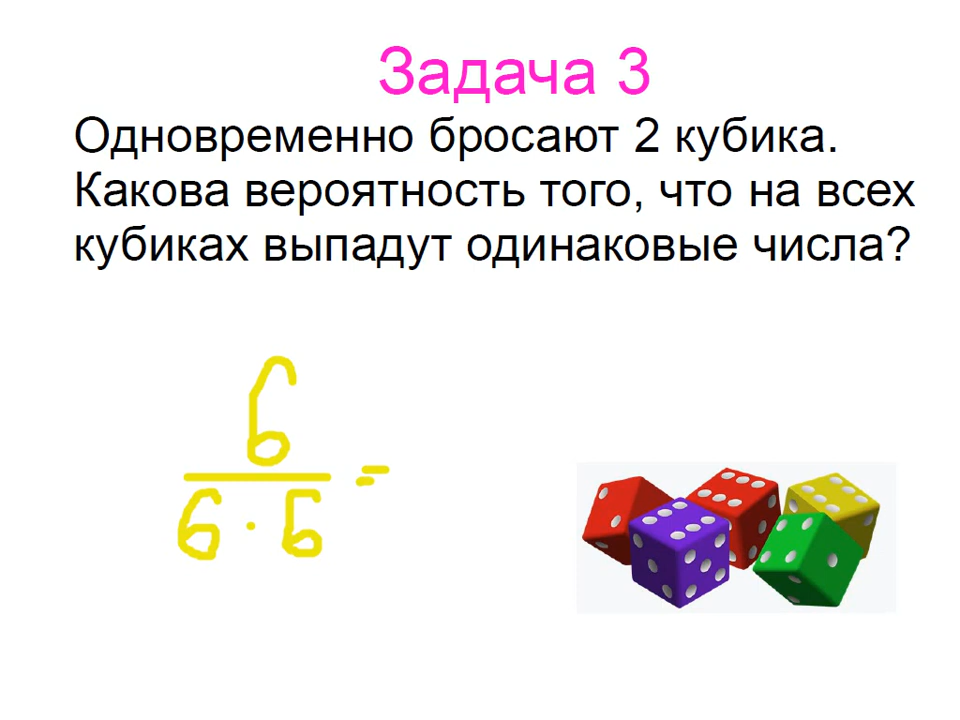 Задача 3
Одновременно бросают 2 кубика.
Какова вероятность того, что на всех
кубиках выпадут одинаковые числа?
6
6 · 6 =